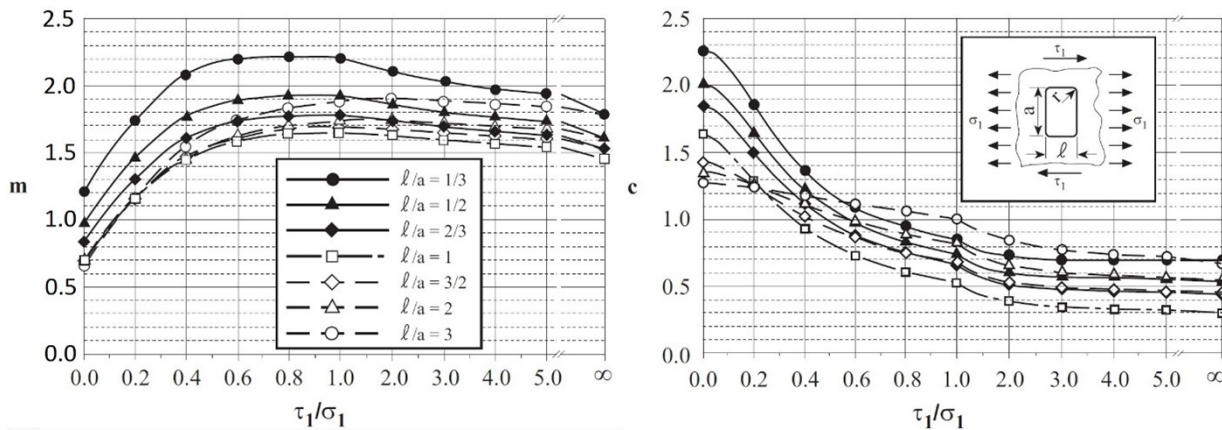 2.5
2.0
1.5
m
1.0
0.5
0.0
0.0 0.2 0.4 0.6 0.8 1.0 2.0 3.0 4.0 5.0 ∞
τ₁/σ₁
ℓ/a = 1/3
ℓ/a = 1/2
ℓ/a = 2/3
ℓ/a = 1
ℓ/a = 3/2
ℓ/a = 2
ℓ/a = 3
2.5
2.0
1.5
c
1.0
0.5
0.0
0.0 0.2 0.4 0.6 0.8 1.0 2.0 3.0 4.0 5.0 ∞
τ₁/σ₁
τ₁
r
a
σ₁ σ₁
ℓ
τ₁